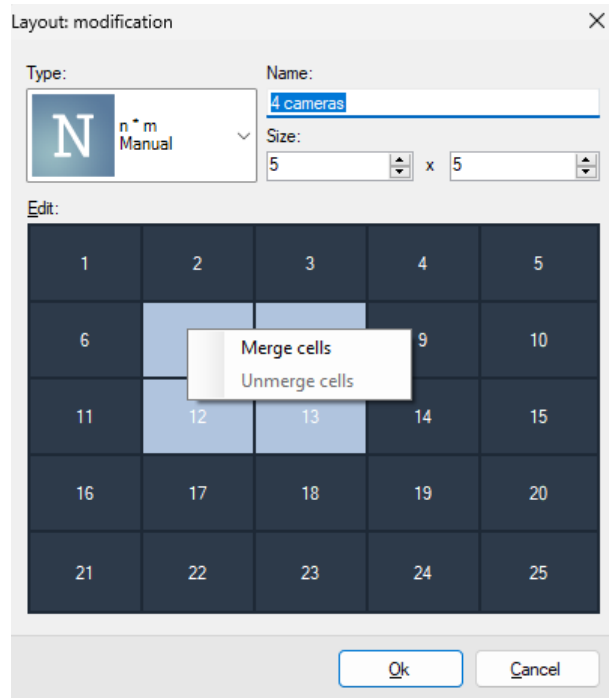 Layout: modification
Type:
Name:
N
n * m
Manual
4 cameras
Size:
5 x 5
Edit:
1 2 3 4 5
6 9 10
Merge cells
Unmerge cells
11 12 13 14 15
16 17 18 19 20
21 22 23 24 25
Ok Cancel